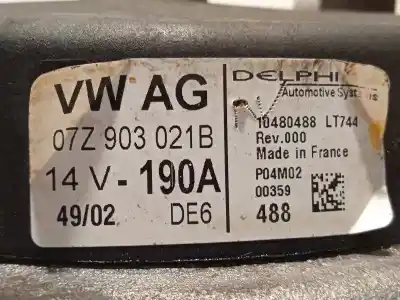 VW AG
07Z 903 021B
14 V - 190A
49/02 DE6
DELPHI
Automotive Systems
10480488 LT744
Rev.000
Made in France
P04M02
00359
488